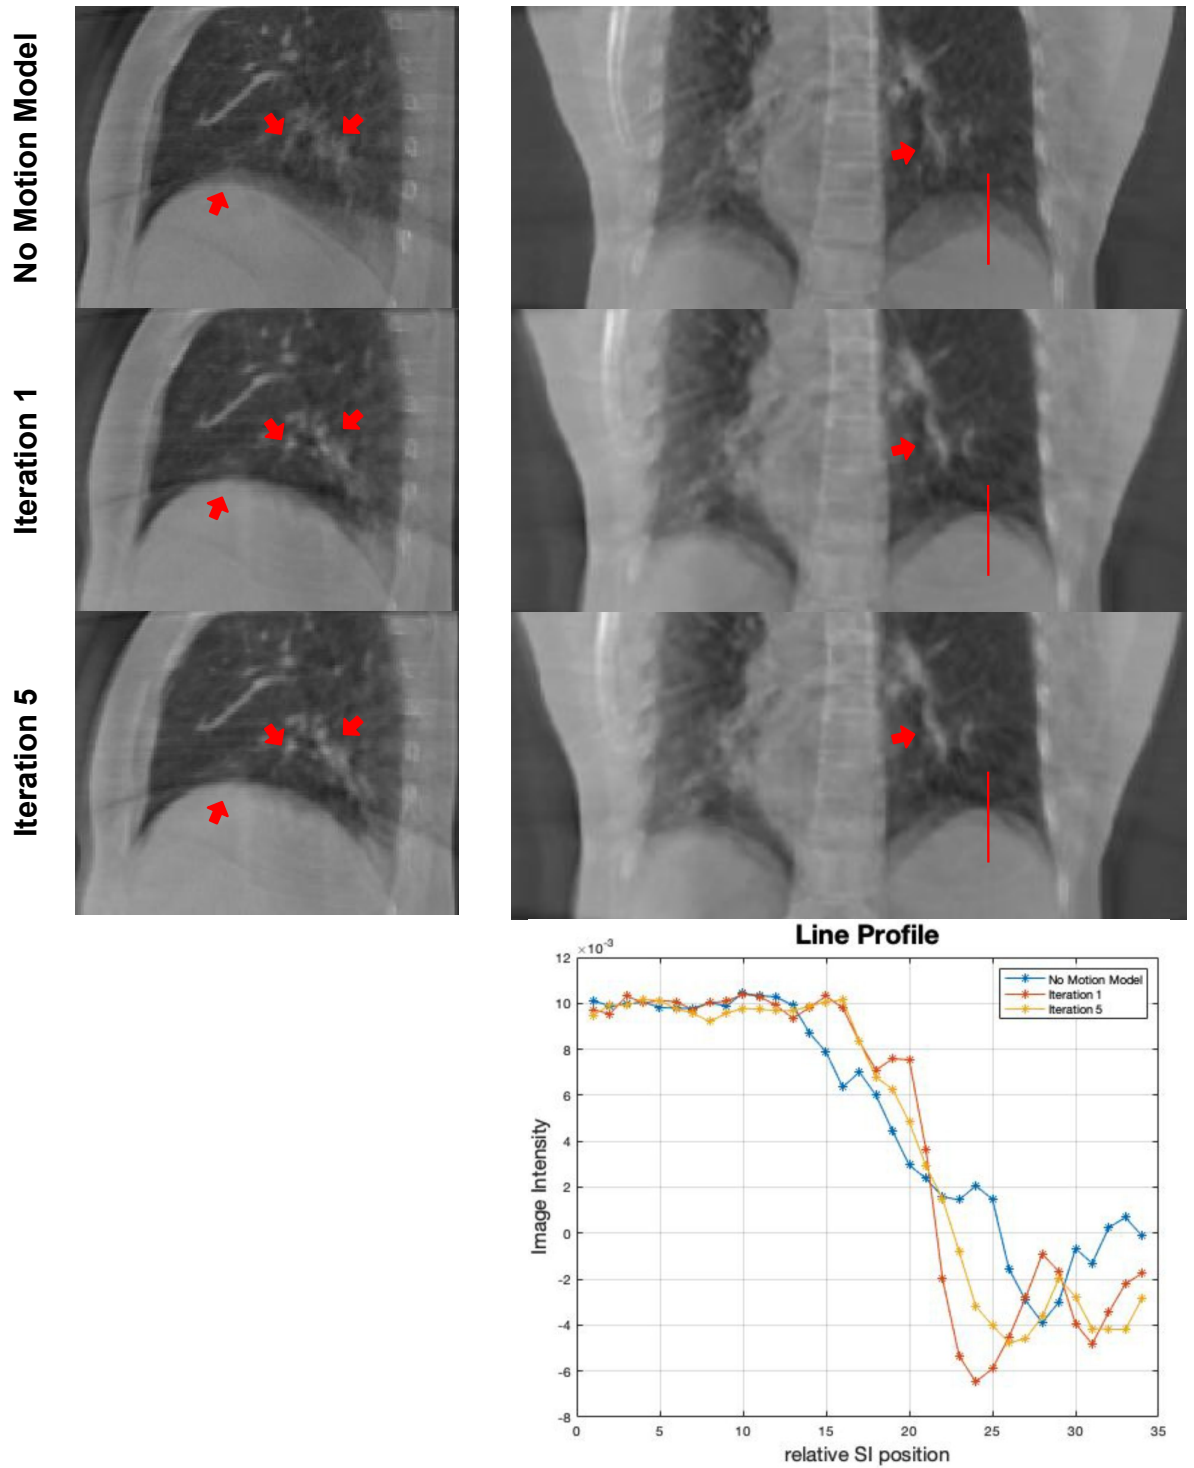 No Motion Model
Iteration 1
Iteration 5
Line Profile
×10-3
12
10
8
6
4
2
0
-2
-4
-6
-8
Image Intensity
No Motion Model
Iteration 1
Iteration 5
0 5 10 15 20 25 30 35
relative SI position